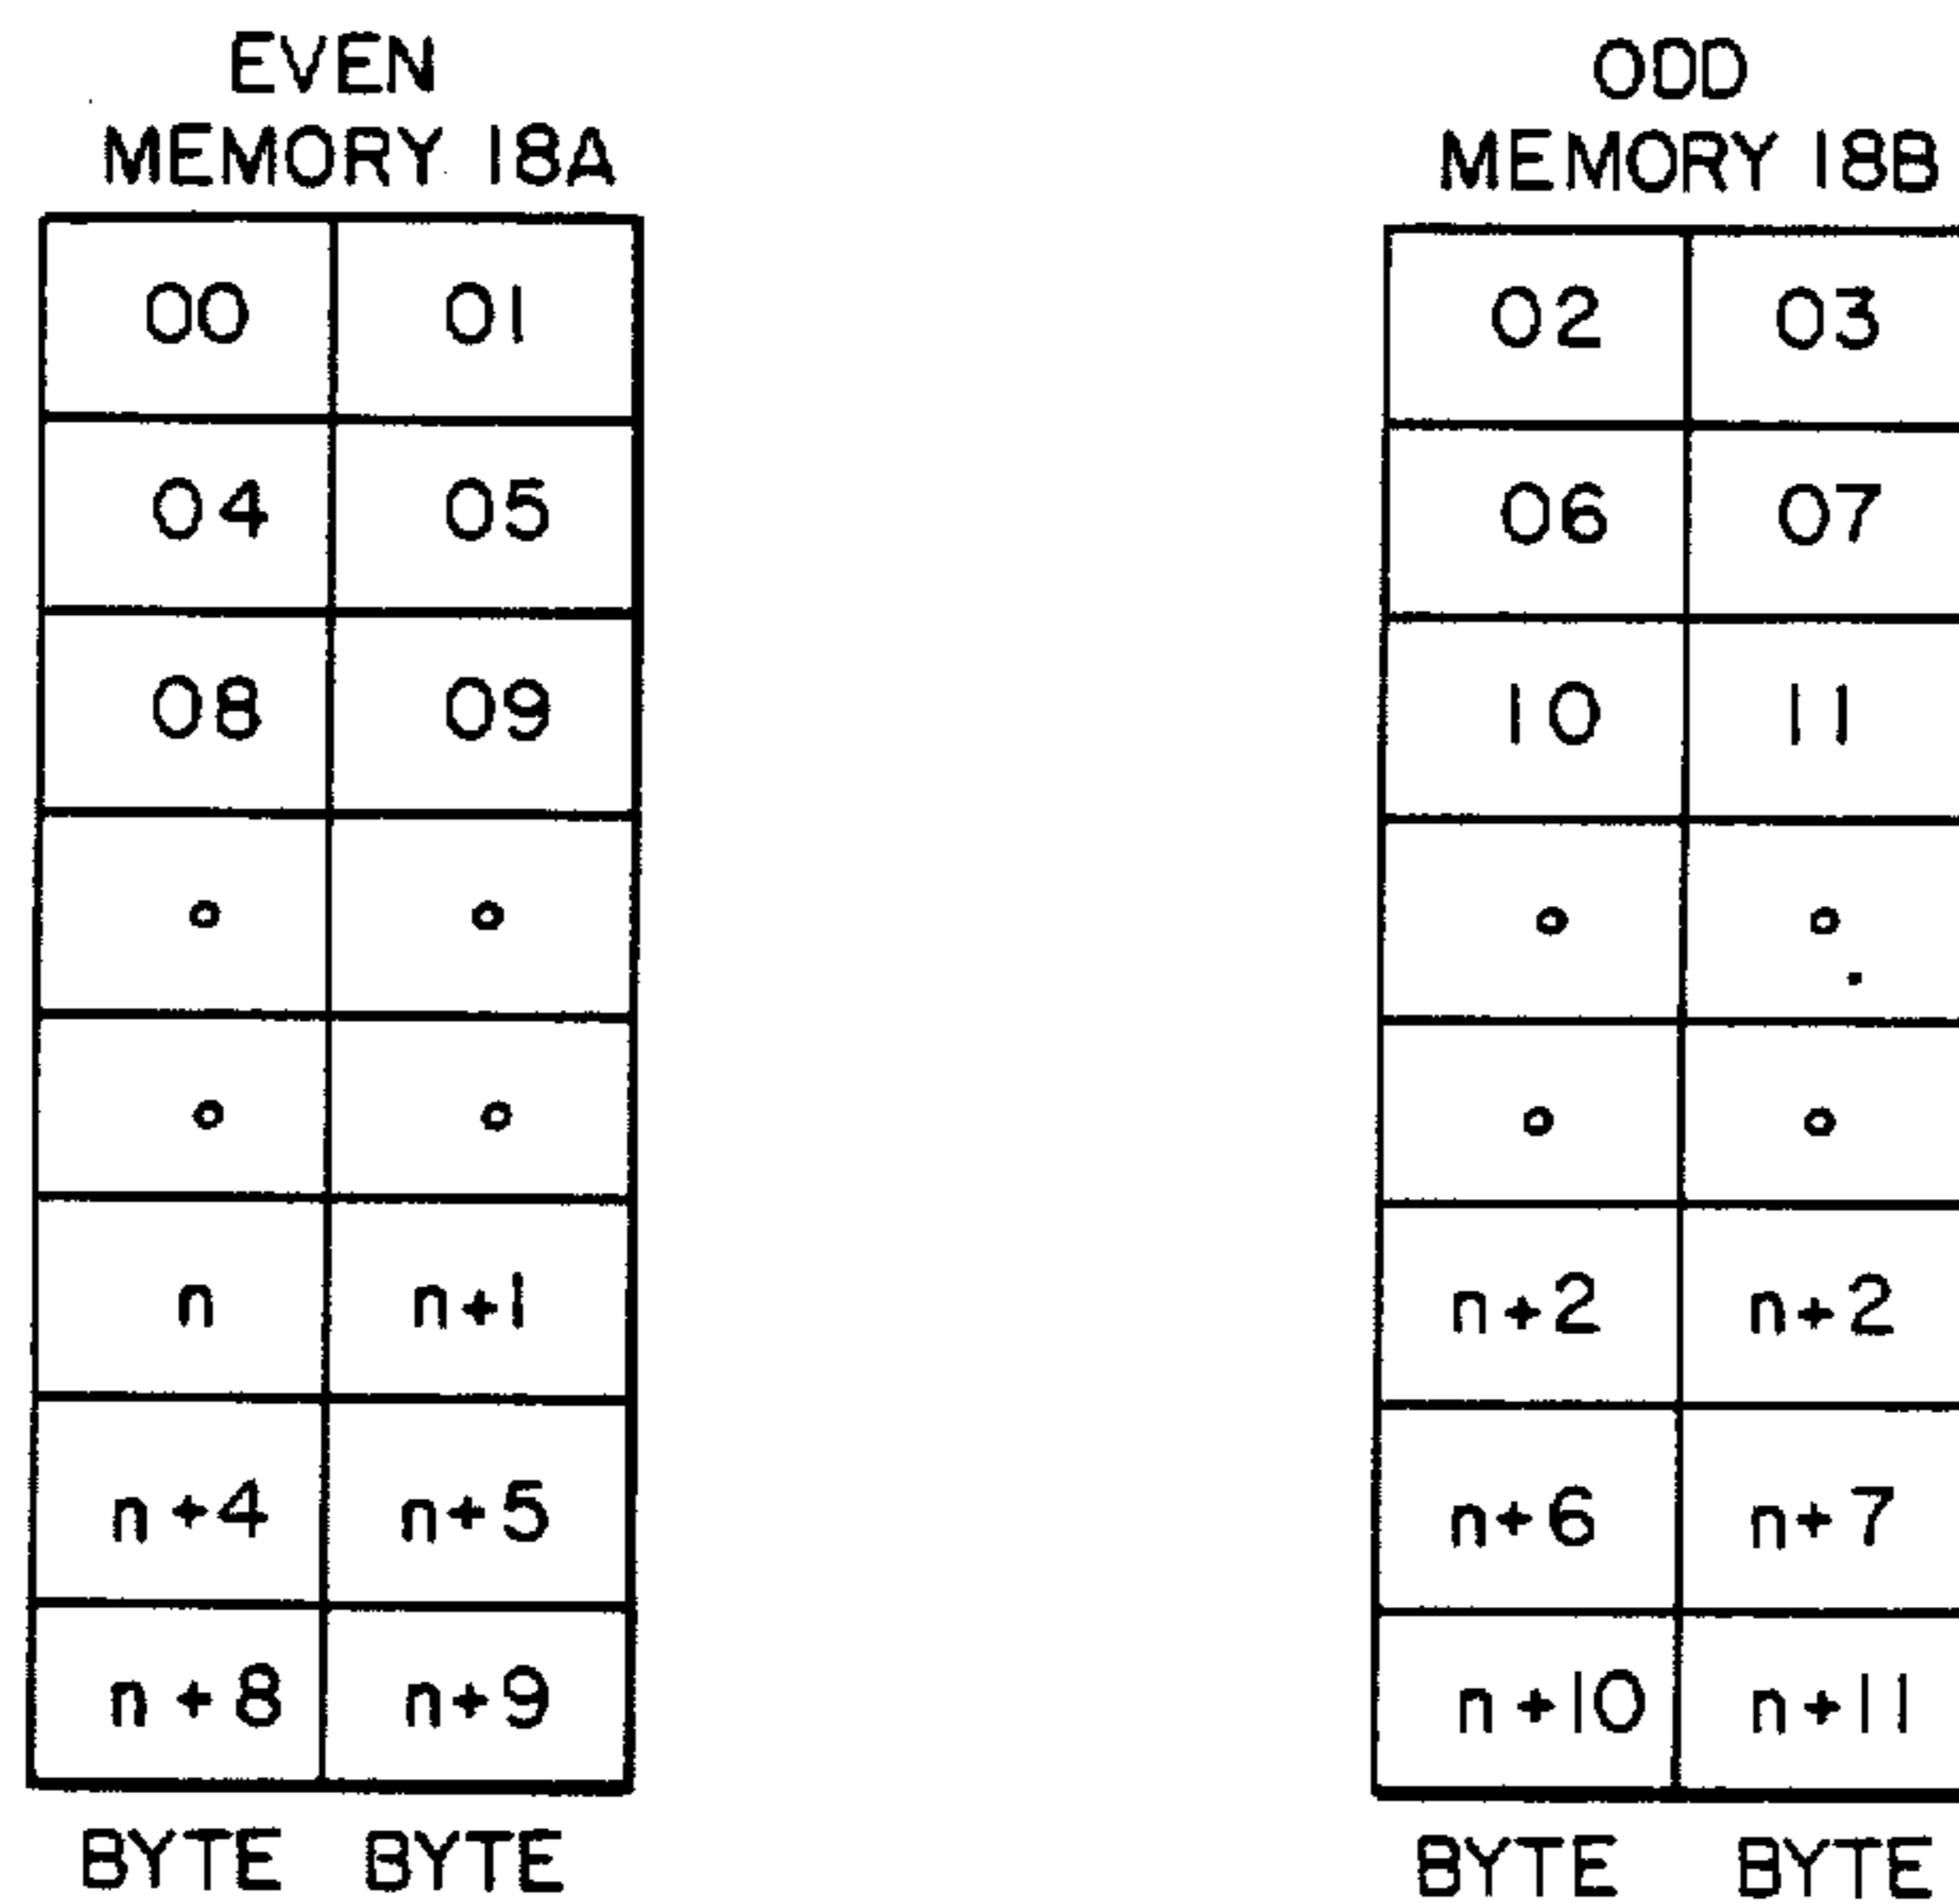 EVEN
MEMORY 18A
00 01
04 05
08 09
n n+1
n+4 n+5
n+8 n+9
BYTE BYTE
ODD
MEMORY 18B
02 03
06 07
10 11
n+2 n+2
n+6 n+7
n+10 n+11
BYTE BYTE